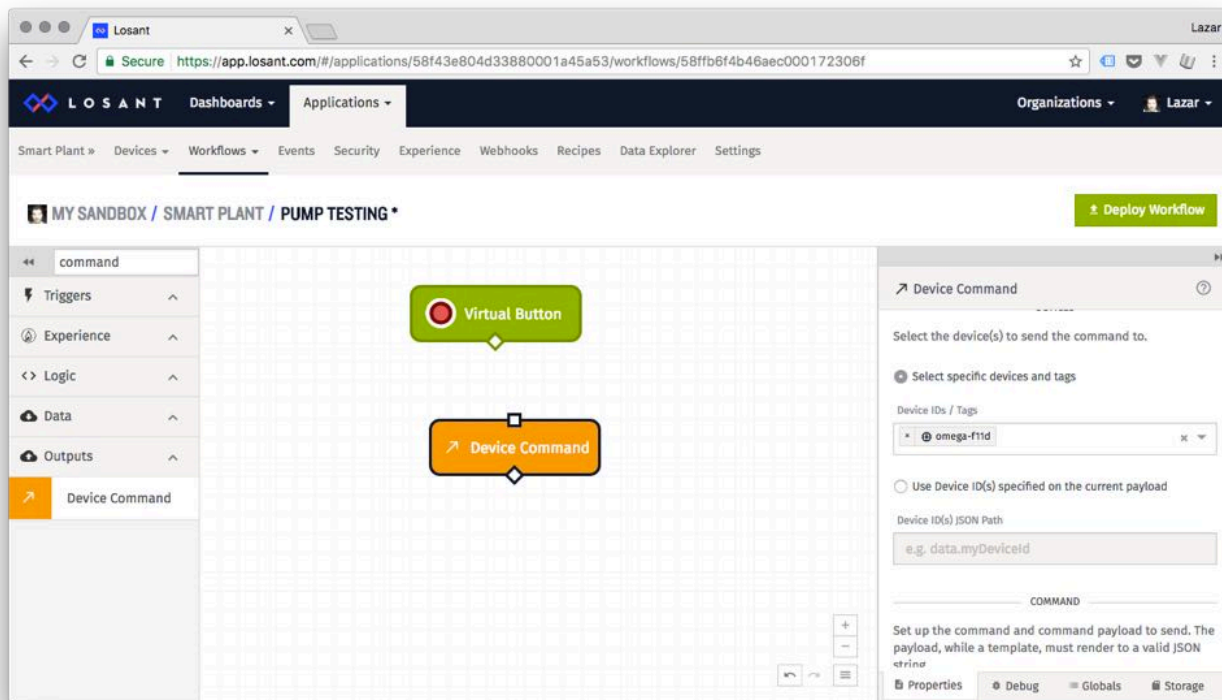 Losant
Lazar
Secure https://app.losant.com/#/applications/58f43e804d33880001a45a53/workflows/58ffb6f4b46aec000172306f
LOSANT Dashboards Applications Organizations Lazar
Smart Plant » Devices Workflows Events Security Experience Webhooks Recipes Data Explorer Settings
MY SANDBOX / SMART PLANT / PUMP TESTING *
Deploy Workflow
command
Triggers
Experience
Logic
Data
Outputs
Device Command
Virtual Button
Device Command
Device Command
Select the device(s) to send the command to.
Select specific devices and tags
Device IDs / Tags
omega-f11d
Use Device ID(s) specified on the current payload
Device ID(s) JSON Path
e.g. data.myDeviceId
COMMAND
Set up the command and command payload to send. The
payload, while a template, must render to a valid JSON
string
Properties Debug Globals Storage